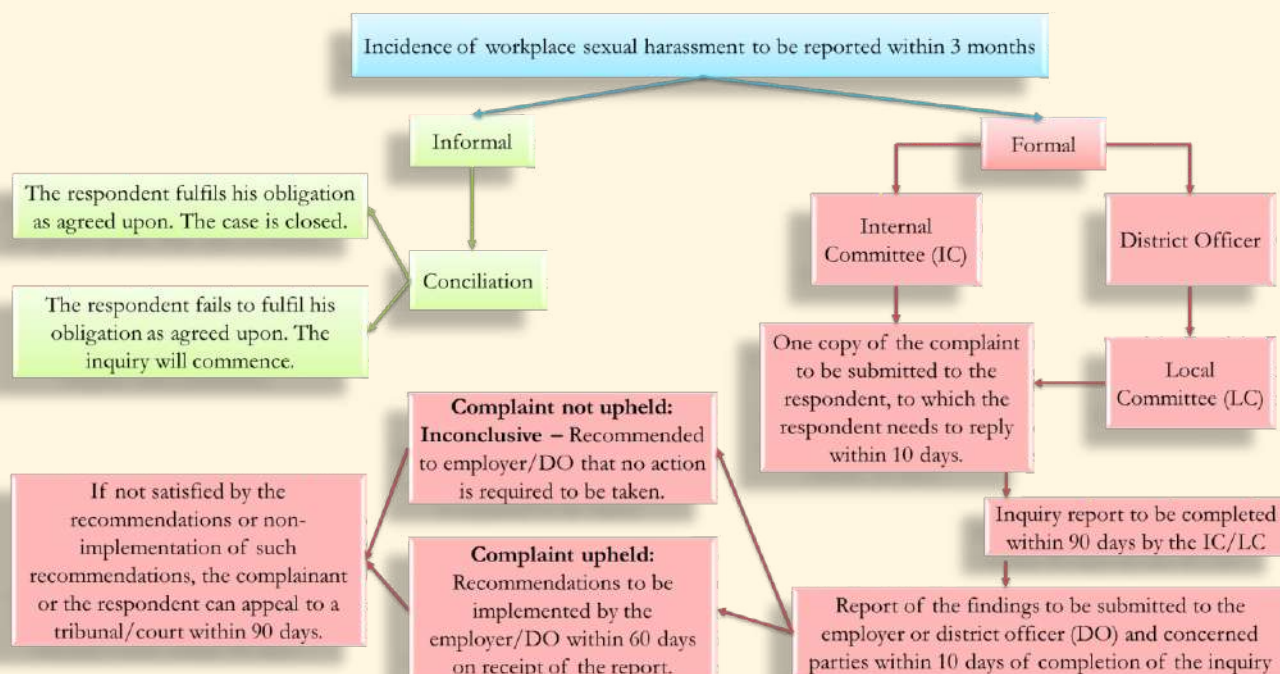 Incidence of workplace sexual harassment to be reported within 3 months
Informal
Formal
The respondent fulfils his obligation
as agreed upon. The case is closed.
Internal
Committee (IC)
District Officer
Conciliation
The respondent fails to fulfil his
obligation as agreed upon. The
inquiry will commence.
One copy of the complaint
to be submitted to the
respondent, to which the
respondent needs to reply
within 10 days.
Local
Committee (LC)
Complaint not upheld:
Inconclusive – Recommended
to employer/DO that no action
is required to be taken.
If not satisfied by the
recommendations or non-
implementation of such
recommendations, the complainant
or the respondent can appeal to a
tribunal/court within 90 days.
Inquiry report to be completed
within 90 days by the IC/LC
Complaint upheld:
Recommendations to be
implemented by the
employer/DO within 60 days
on receipt of the report.
Report of the findings to be submitted to the
employer or district officer (DO) and concerned
parties within 10 days of completion of the inquiry